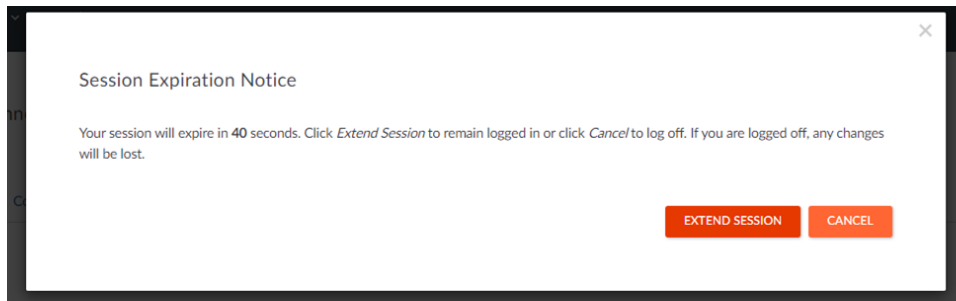 Session Expiration Notice
Your session will expire in 40 seconds. Click Extend Session to remain logged in or click Cancel to log off. If you are logged off, any changes
will be lost.
EXTEND SESSION CANCEL